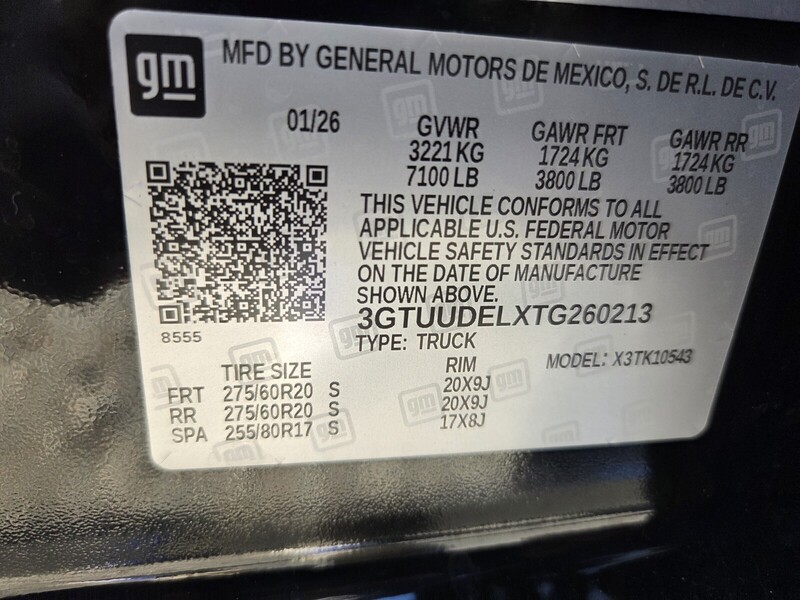 gm
MFD BY GENERAL MOTORS DE MEXICO, S. DE R.L. DE C.V.
01/26 GVWR GAWR FRT GAWR RR
3221 KG 1724 KG 1724 KG
7100 LB 3800 LB 3800 LB
THIS VEHICLE CONFORMS TO ALL
APPLICABLE U.S. FEDERAL MOTOR
VEHICLE SAFETY STANDARDS IN EFFECT
ON THE DATE OF MANUFACTURE
SHOWN ABOVE.
3GTUUDELXTG260213
8555
TYPE: TRUCK MODEL: X3TK10543
TIRE SIZE RIM
FRT 275/60R20 S 20X9J
RR 275/60R20 S 20X9J
SPA 255/80R17 S 17X8J